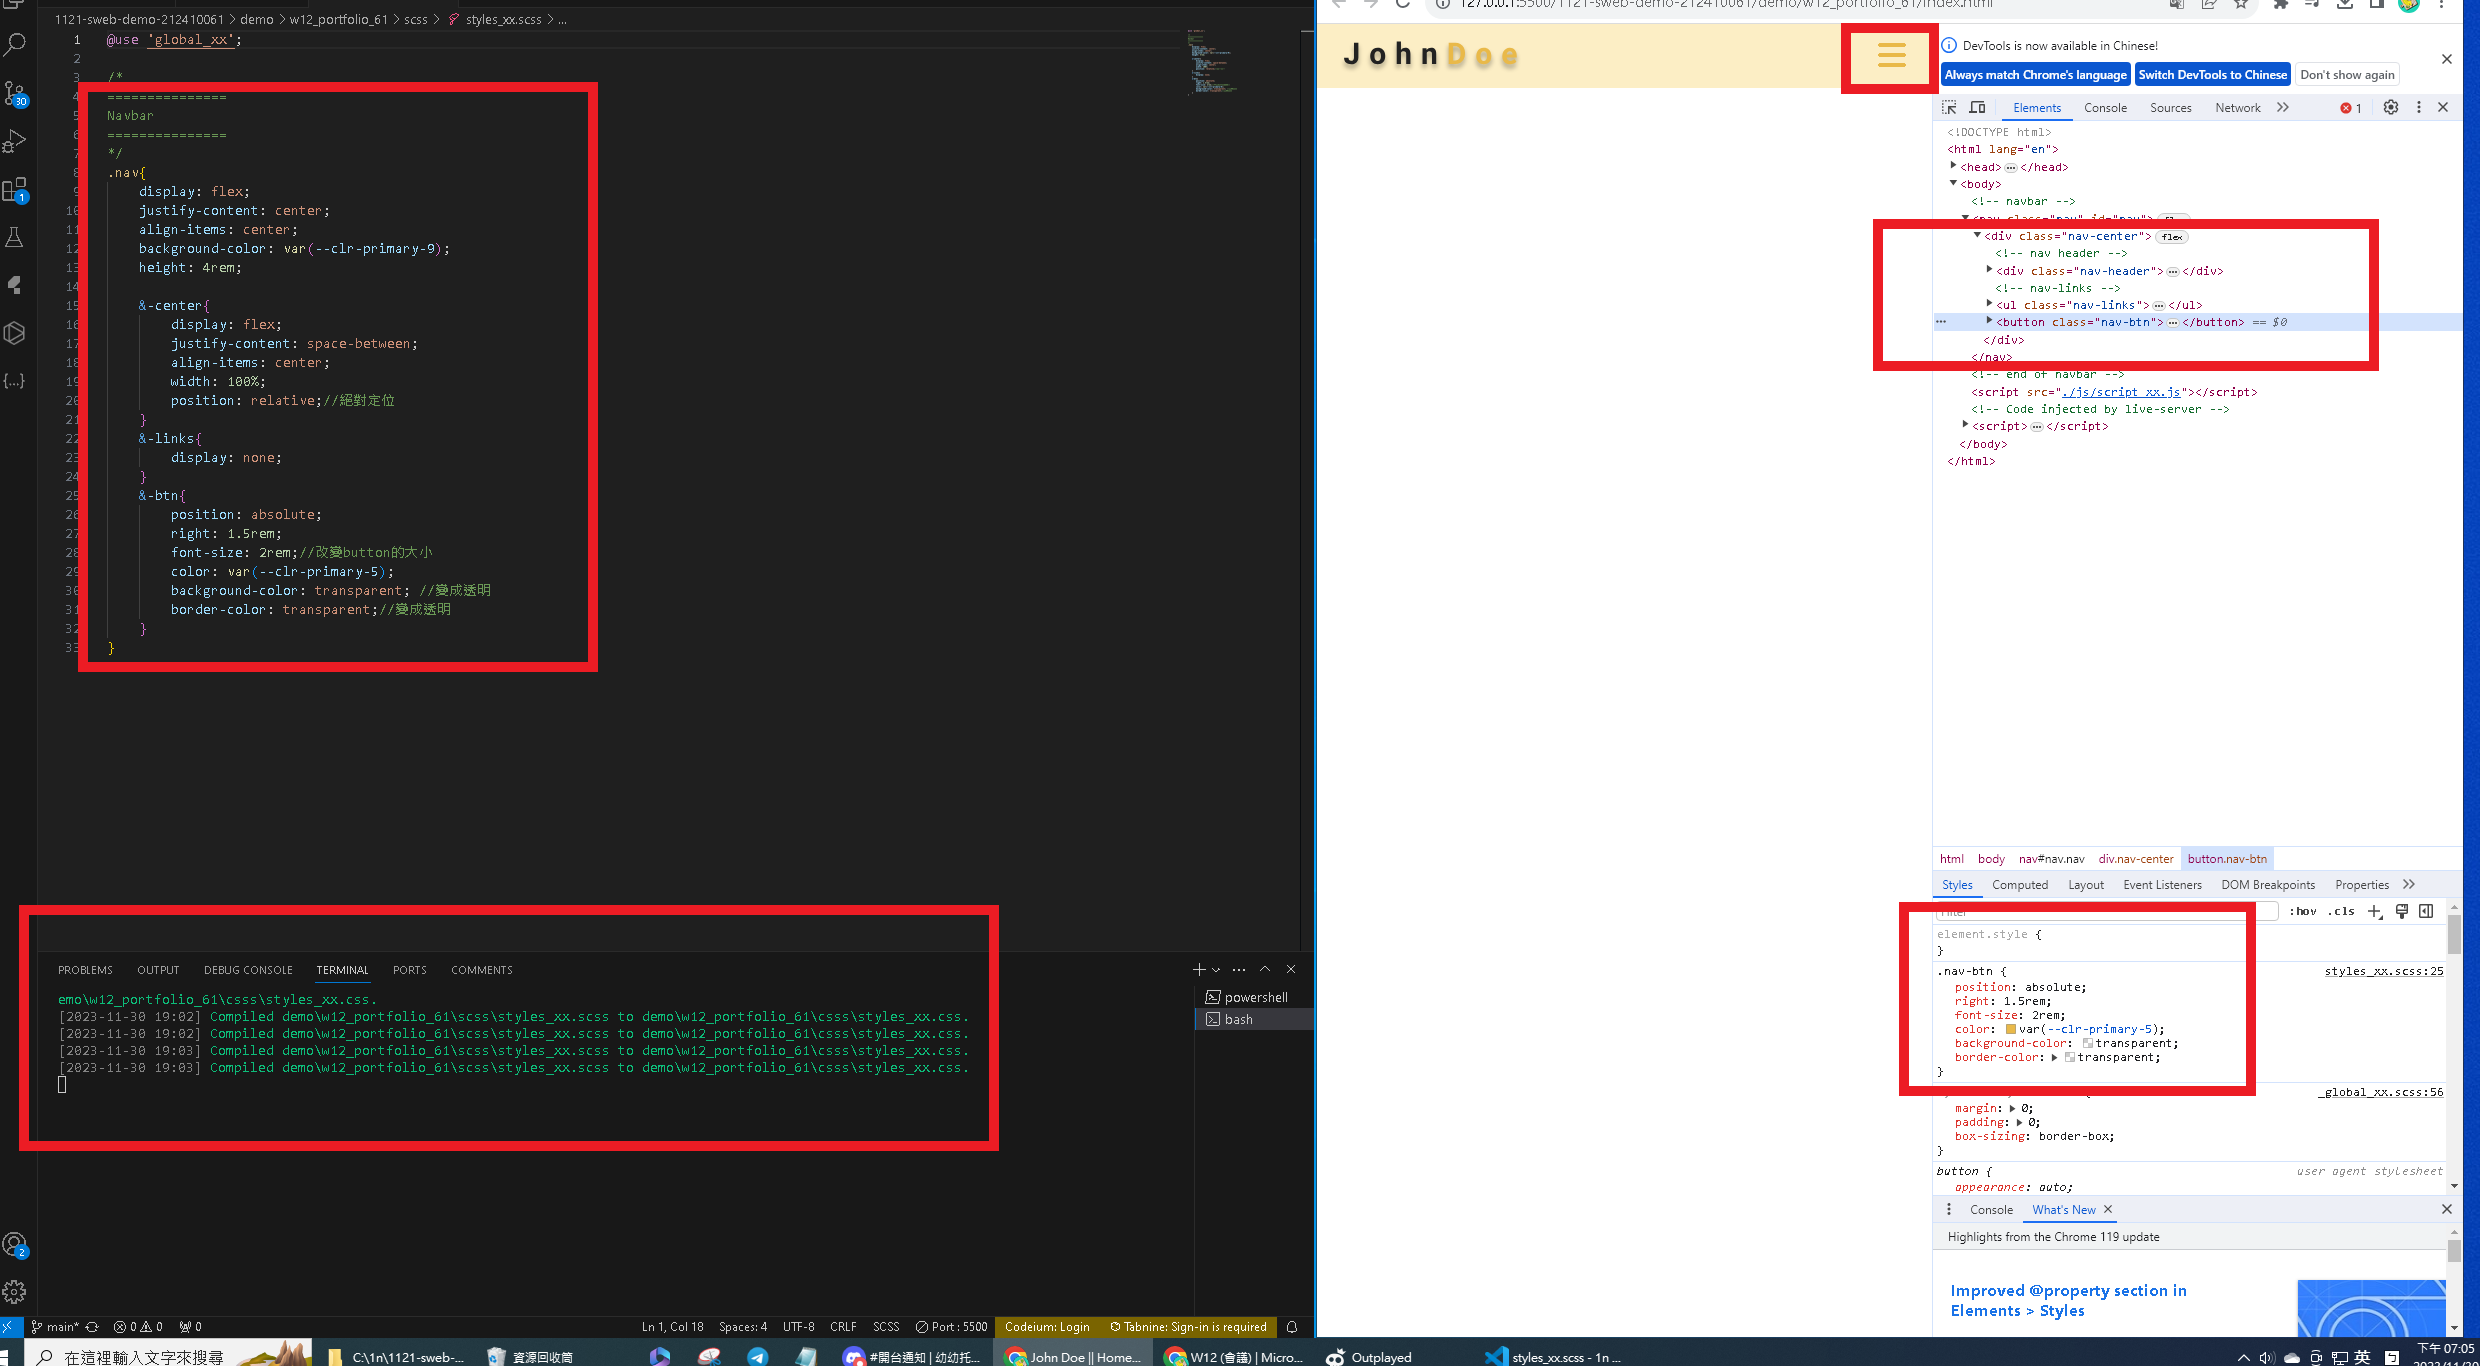 1121-sweb-demo-212410061 > demo > w12_portfolio_61 > scss > styles_xx.scss > ...
1 @use 'global_xx';
2
3 /*
4 ===============
5 Navbar
6 ===============
7 */
8 .nav{
9 display: flex;
10 justify-content: center;
11 align-items: center;
12 background-color: var(--clr-primary-9);
13 height: 4rem;
14
15 &-center{
16 display: flex;
17 justify-content: space-between;
18 align-items: center;
19 width: 100%;
20 position: relative;//絕對定位
21 }
22 &-links{
23 display: none;
24 }
25 &-btn{
26 position: absolute;
27 right: 1.5rem;
28 font-size: 2rem;//改變button的大小
29 color: var(--clr-primary-5);
30 background-color: transparent; //變成透明
31 border-color: transparent;//變成透明
32 }
33 }
30
1
2
PROBLEMS OUTPUT DEBUG CONSOLE TERMINAL PORTS COMMENTS
emo\w12_portfolio_61\csss\styles_xx.css.
[2023-11-30 19:02] Compiled demo\w12_portfolio_61\scss\styles_xx.scss to demo\w12_portfolio_61\csss\styles_xx.css.
[2023-11-30 19:02] Compiled demo\w12_portfolio_61\scss\styles_xx.scss to demo\w12_portfolio_61\csss\styles_xx.css.
[2023-11-30 19:03] Compiled demo\w12_portfolio_61\scss\styles_xx.scss to demo\w12_portfolio_61\csss\styles_xx.css.
[2023-11-30 19:03] Compiled demo\w12_portfolio_61\scss\styles_xx.scss to demo\w12_portfolio_61\csss\styles_xx.css.
powershell
bash
main* 0 0 0 Ln 1, Col 18 Spaces: 4 UTF-8 CRLF SCSS Port : 5500 Codeium: Login Tabnine: Sign-in is required
127.0.0.1:5500/1121-sweb-demo-212410061/demo/w12_portfolio_61/index.html
JohnDoe
DevTools is now available in Chinese!
Always match Chrome's language Switch DevTools to Chinese Don't show again
Elements Console Sources Network >> 1
<!DOCTYPE html>
<html lang="en">
<head> ... </head>
<body>
<!-- navbar -->
<nav class="nav" id="nav"> flex
<div class="nav-center"> flex
<!-- nav header -->
<div class="nav-header"> ... </div>
<!-- nav-links -->
<ul class="nav-links"> ... </ul>
<button class="nav-btn"> ... </button> == $0
</div>
</nav>
<!-- end of navbar -->
<script src="./js/script_xx.js"></script>
<!-- Code injected by live-server -->
<script> ... </script>
</body>
</html>
html body nav#nav.nav div.nav-center button.nav-btn
Styles Computed Layout Event Listeners DOM Breakpoints Properties >>
Filter :hov .cls
element.style {
}
.nav-btn { styles_xx.scss:25
position: absolute;
right: 1.5rem;
font-size: 2rem;
color: var(--clr-primary-5);
background-color: transparent;
border-color: transparent;
}
_global_xx.scss:56
margin: 0;
padding: 0;
box-sizing: border-box;
}
button { user agent stylesheet
appearance: auto;
Console What's New
Highlights from the Chrome 119 update
Improved @property section in
Elements > Styles
在這裡輸入文字來搜尋 C:\1n\1121-sweb-... 資源回收筒 #開台通知 | 幼幼托... John Doe || Home... W12 (會議) | Micro... Outplayed styles_xx.scss - 1n ... 英 下午 07:05